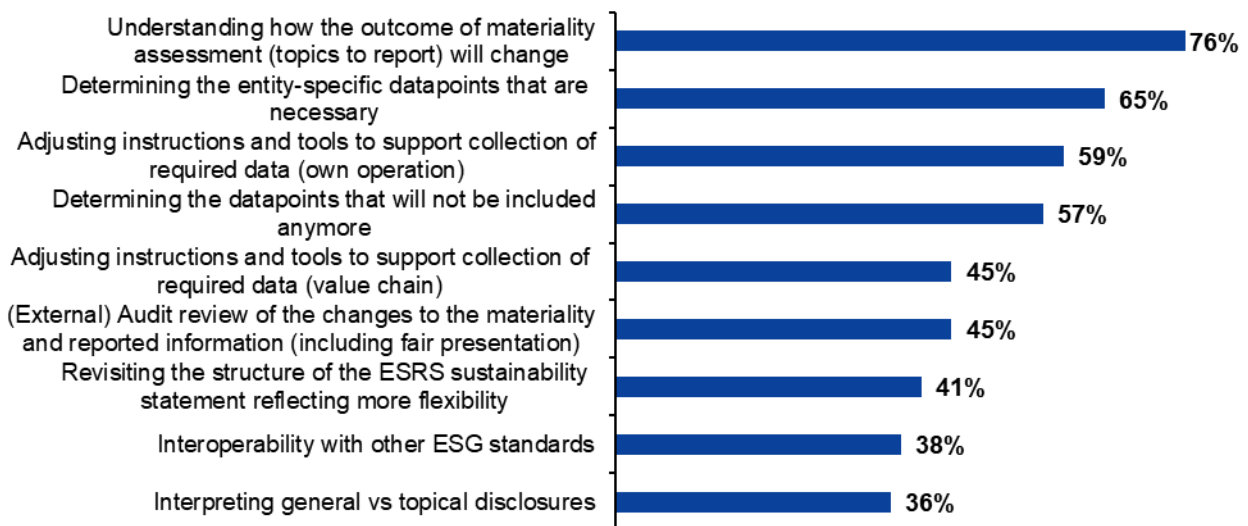 Understanding how the outcome of materiality
assessment (topics to report) will change
76%
Determining the entity-specific datapoints that are
necessary
65%
Adjusting instructions and tools to support collection of
required data (own operation)
59%
Determining the datapoints that will not be included
anymore
57%
Adjusting instructions and tools to support collection of
required data (value chain)
45%
(External) Audit review of the changes to the materiality
and reported information (including fair presentation)
45%
Revisiting the structure of the ESRS sustainability
statement reflecting more flexibility
41%
Interoperability with other ESG standards
38%
Interpreting general vs topical disclosures
36%